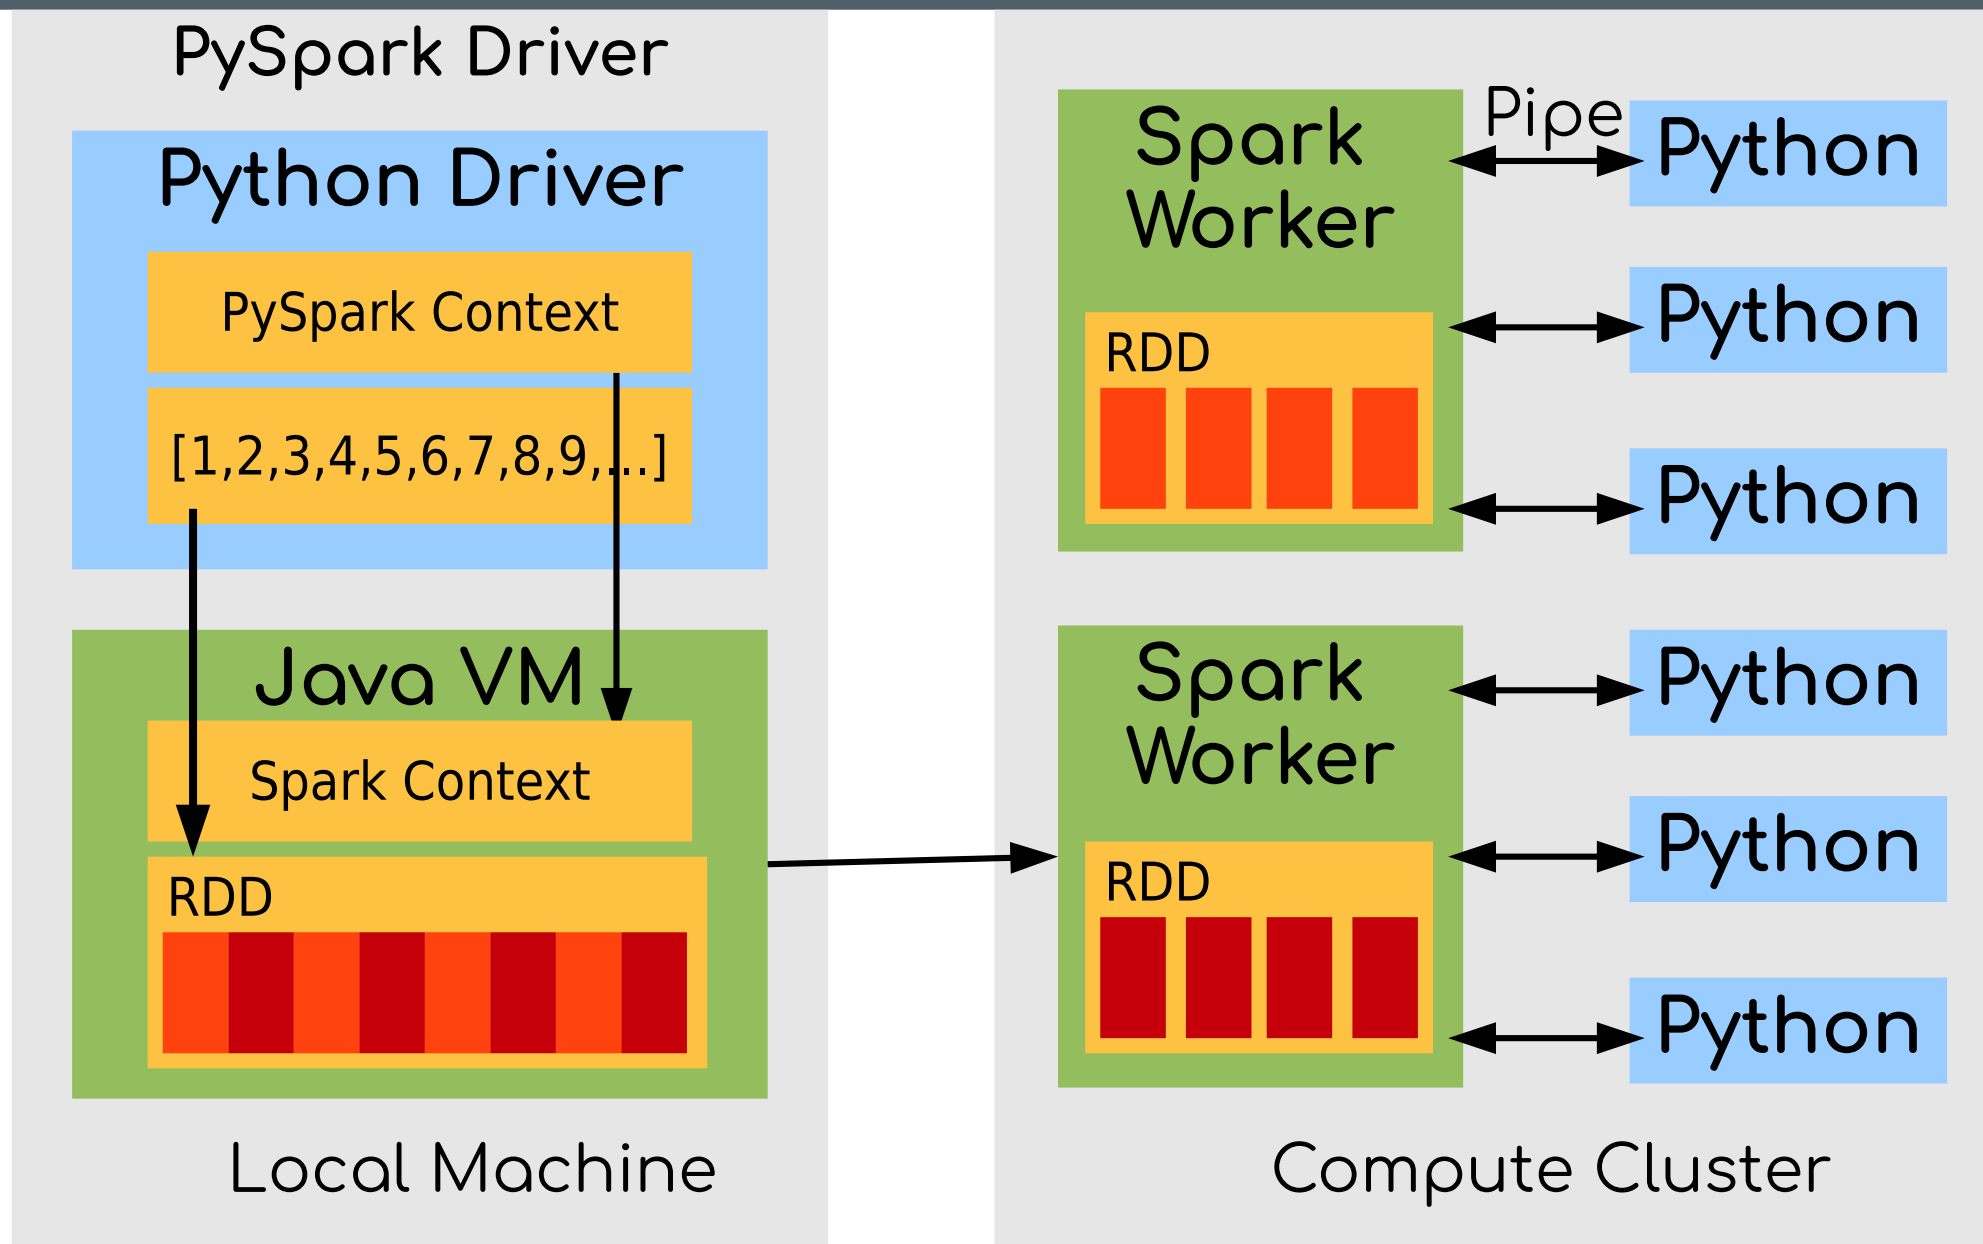 PySpark Driver
Python Driver
PySpark Context
[1,2,3,4,5,6,7,8,9,...]
Java VM
Spark Context
RDD
Local Machine
Spark
Worker
RDD
Pipe
Python
Python
Python
Spark
Worker
RDD
Python
Python
Python
Compute Cluster